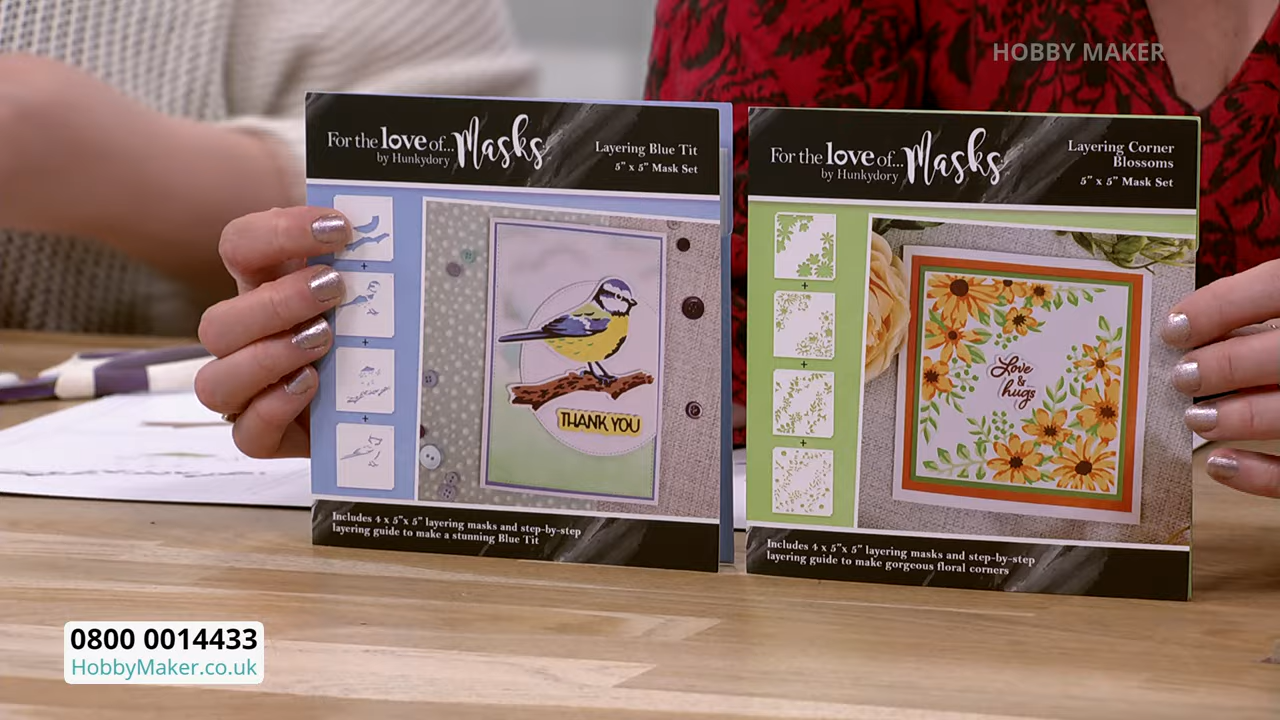 HOBBY MAKER
For the love of... Masks
by Hunkydory
Layering Blue Tit
5" x 5" Mask Set
+
+
+
THANK YOU
Includes 4 x 5"x 5" layering masks and step-by-step
layering guide to make a stunning Blue Tit
For the love of... Masks
by Hunkydory
Layering Corner
Blossoms
5" x 5" Mask Set
+
+
+
Love
&
hugs
Includes 4 x 5"x 5" layering masks and step-by-step
layering guide to make gorgeous floral corners
0800 0014433
HobbyMaker.co.uk